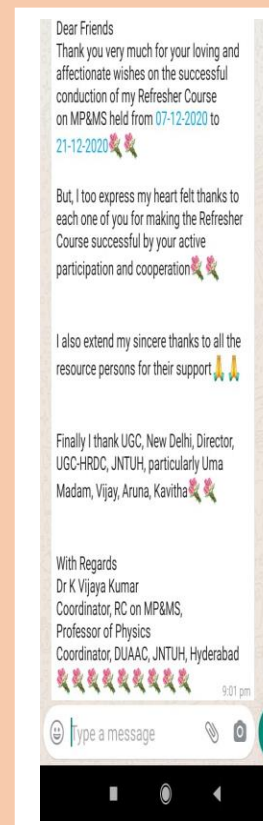 Dear Friends
Thank you very much for your loving and
affectionate wishes on the successful
conduction of my Refresher Course
on MP&MS held from 07-12-2020 to
21-12-2020💐💐
But, I too express my heart felt thanks to
each one of you for making the Refresher
Course successful by your active
participation and cooperation💐💐
I also extend my sincere thanks to all the
resource persons for their support🙏🙏
Finally I thank UGC, New Delhi, Director,
UGC-HRDC, JNTUH, particularly Uma
Madam, Vijay, Aruna, Kavitha💐💐
With Regards
Dr K Vijaya Kumar
Coordinator, RC on MP&MS,
Professor of Physics
Coordinator, DUAAC, JNTUH, Hyderabad
💐💐💐💐💐💐💐💐💐
9:01 pm
Type a message